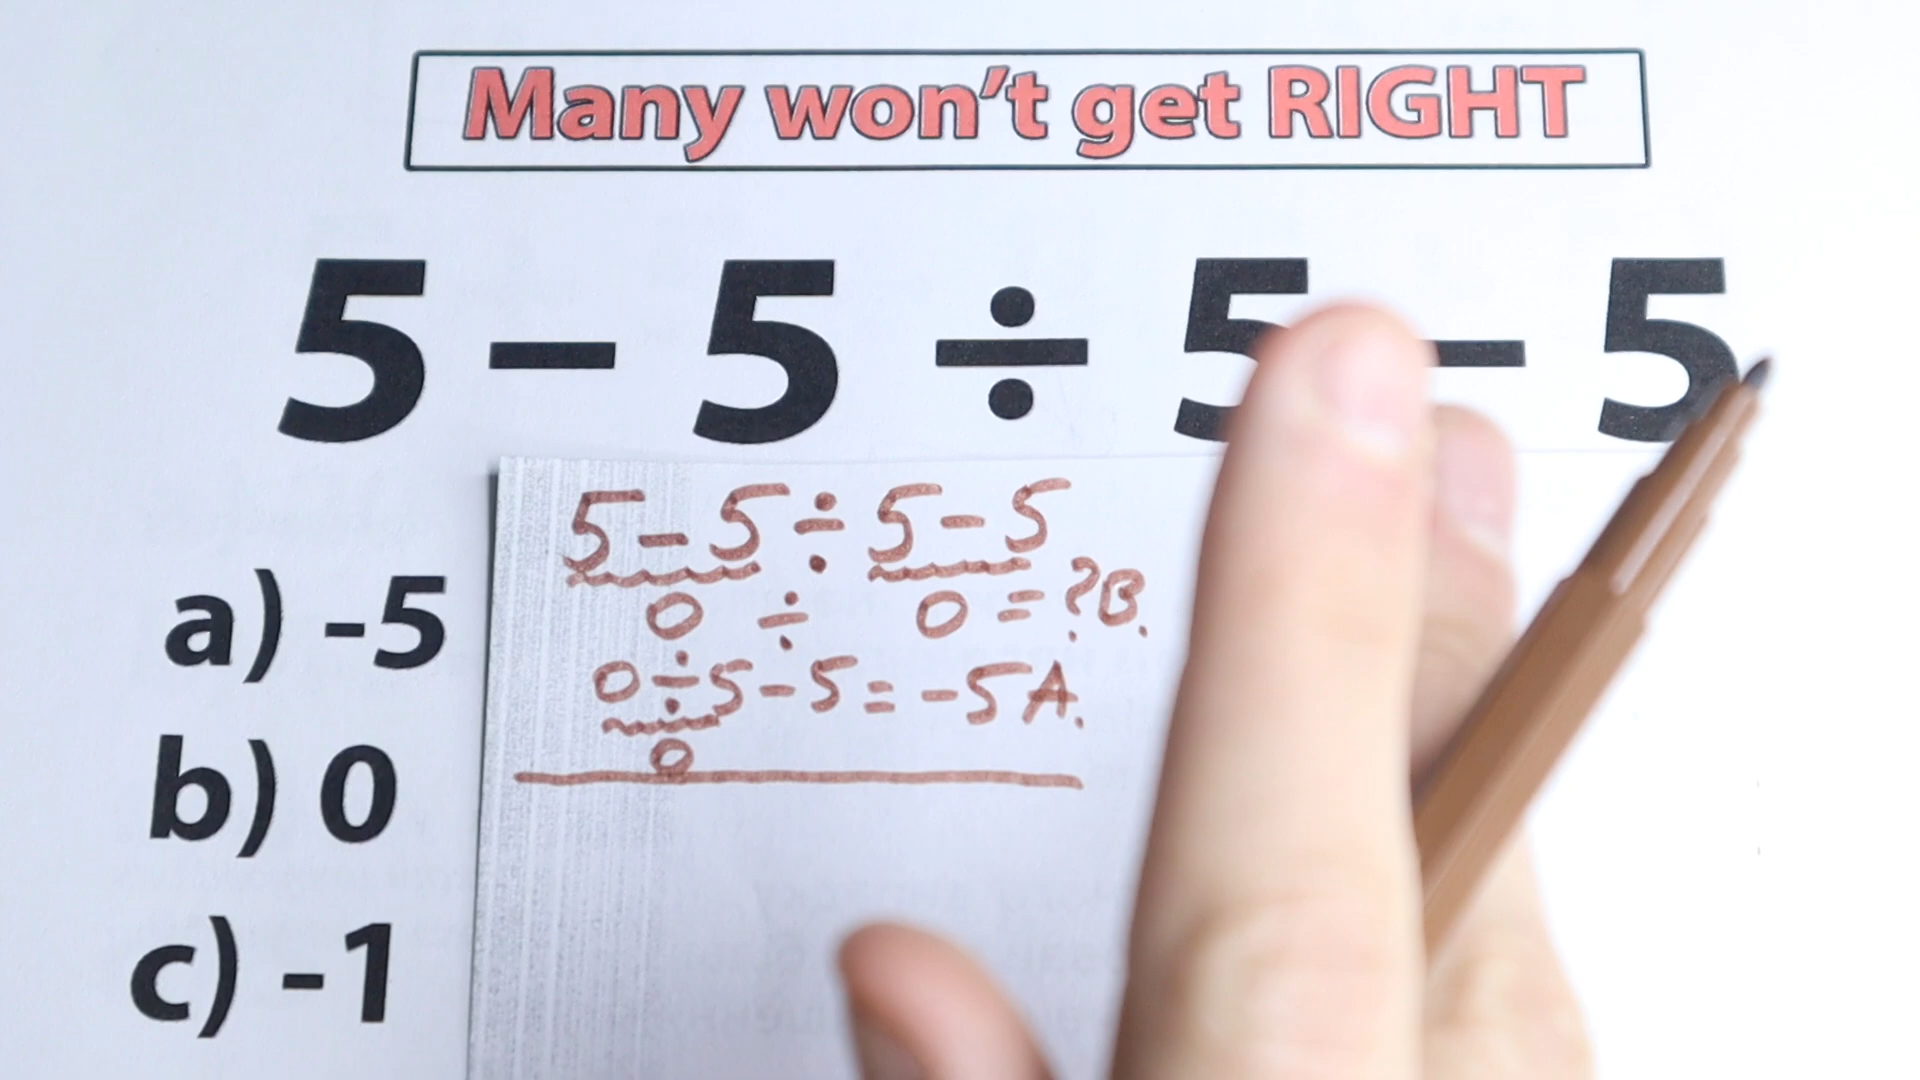 Many won't get RIGHT
5 – 5 ÷ 5 – 5
5 - 5 ÷ 5 - 5
0 ÷ 0 = ? B.
0 ÷ 5 - 5 = -5 A.
0
a) -5
b) 0
c) -1